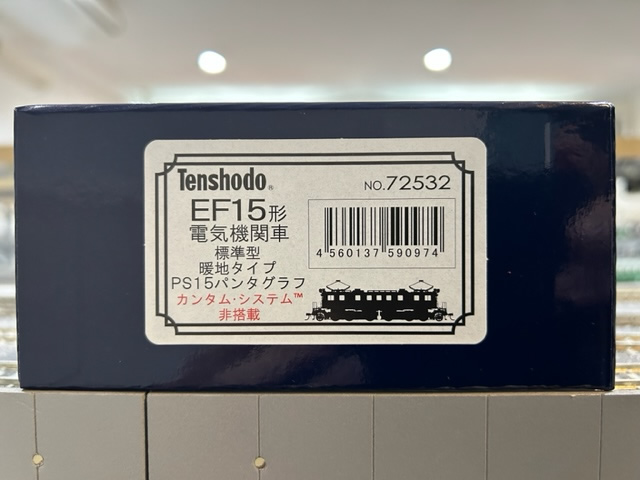 Tenshodo®
NO.72532
EF15形
電気機関車
標準型
暖地タイプ
PS15パンタグラフ
カンタム・システム™
非搭載
4 560137 590974